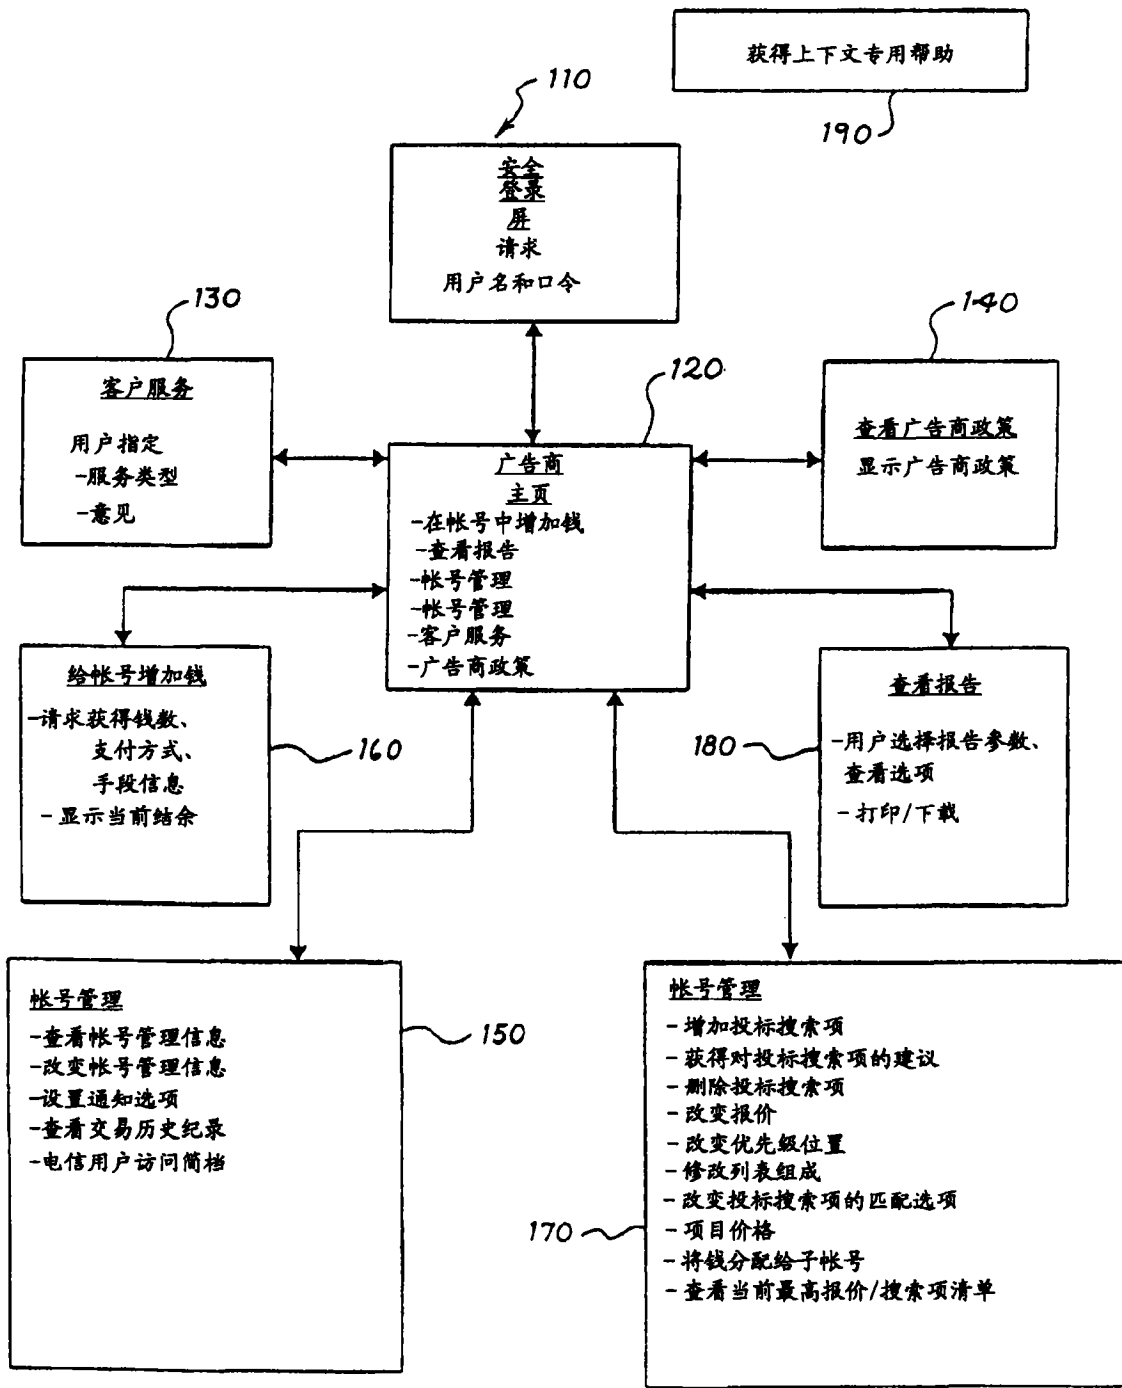 获得上下文专用帮助
190
110
安全
登录
屏
请求
用户名和口令
130
客户服务
用户指定
-服务类型
-意见
140
查看广告商政策
显示广告商政策
120
广告商
主页
-在帐号中增加钱
-查看报告
-帐号管理
-帐号管理
-客户服务
-广告商政策
给帐号增加钱
-请求获得钱数、
支付方式、
手段信息
-显示当前结余
160
180
查看报告
-用户选择报告参数、
查看选项
-打印/下载
帐号管理
-查看帐号管理信息
-改变帐号管理信息
-设置通知选项
-查看交易历史纪录
-电信用户访问简档
150
170
帐号管理
-增加投标搜索项
-获得对投标搜索项的建议
-删除投标搜索项
-改变报价
-改变优先级位置
-修改列表组成
-改变投标搜索项的匹配选项
-项目价格
-将钱分配给子帐号
-查看当前最高报价/搜索项清单